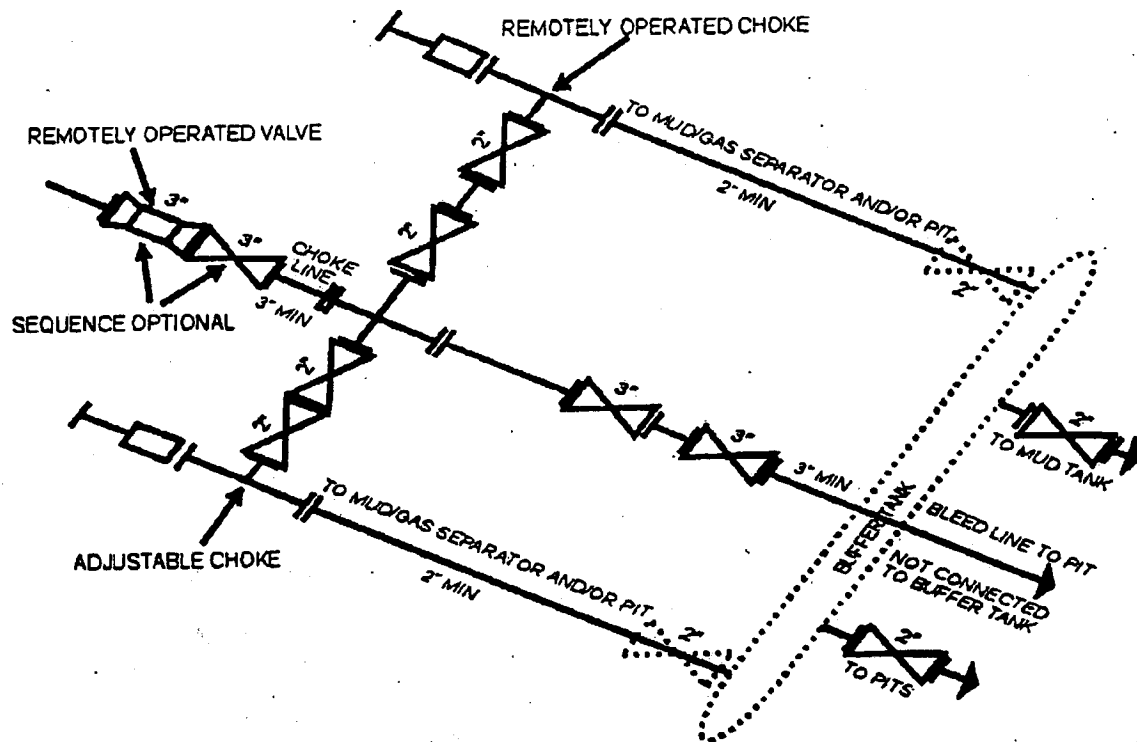 REMOTELY OPERATED CHOKE
REMOTELY OPERATED VALVE
3"
3"
CHOKE
LINE
3" MIN
SEQUENCE OPTIONAL
2"
2"
2"
2"
TO MUD/GAS SEPARATOR AND/OR PIT
2" MIN
2"
3"
3"
3" MIN
2"
TO MUD TANK
BUFFER TANK
BLEED LINE TO PIT
NOT CONNECTED
TO BUFFER TANK
ADJUSTABLE CHOKE
TO MUD/GAS SEPARATOR AND/OR PIT
2" MIN
2"
2"
TO PITS